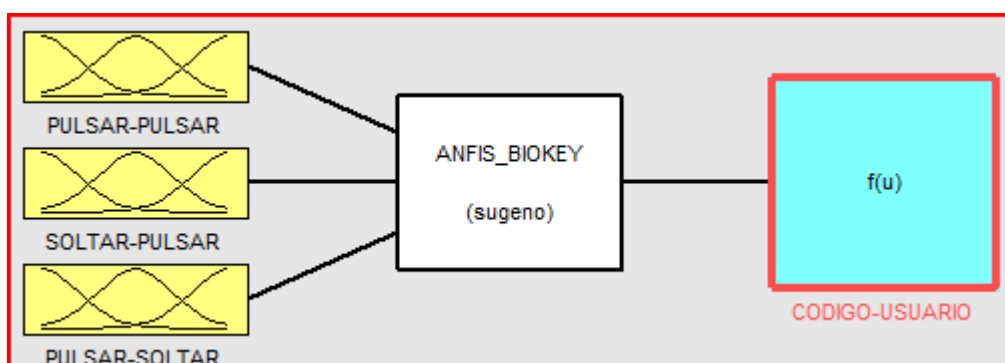 PULSAR-PULSAR
SOLTAR-PULSAR
PULSAR-SOLTAR
ANFIS_BIOKEY
(sugeno)
f(u)
CODIGO-USUARIO